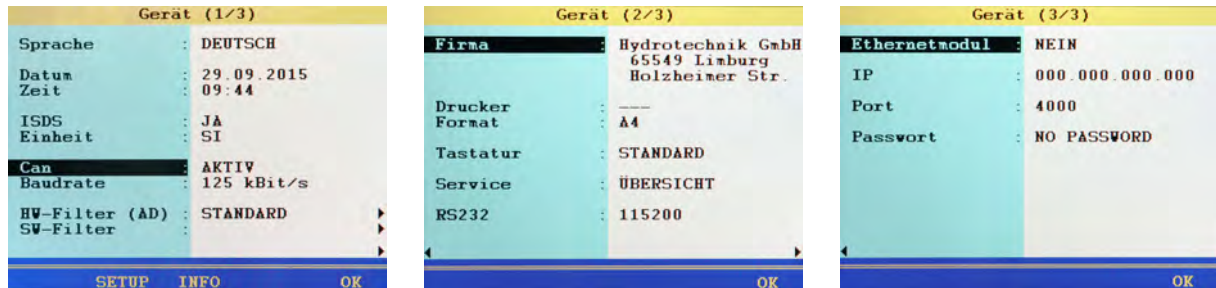 Gerät (1/3)
Sprache : DEUTSCH
Datum : 29.09.2015
Zeit : 09:44
ISDS : JA
Einheit : SI
Can : AKTIV
Baudrate : 125 kBit/s
HW-Filter (AD) : STANDARD
SW-Filter :
SETUP INFO OK
Gerät (2/3)
Firma : Hydrotechnik GmbH
65549 Limburg
Holzheimer Str.
Drucker : ---
Format : A4
Tastatur : STANDARD
Service : ÜBERSICHT
RS232 : 115200
OK
Gerät (3/3)
Ethernetmodul : NEIN
IP : 000.000.000.000
Port : 4000
Passwort : NO PASSWORD
OK